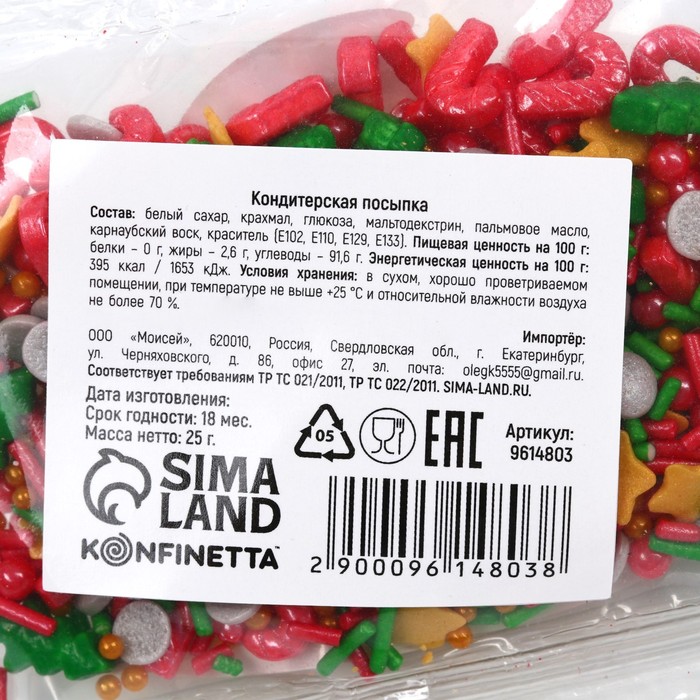 Кондитерская посыпка
Состав: белый сахар, крахмал, глюкоза, мальтодекстрин, пальмовое масло,
карнаубский воск, краситель (Е102, Е110, Е129, Е133). Пищевая ценность на 100 г:
белки – 0 г, жиры – 2,6 г, углеводы – 91,6 г. Энергетическая ценность на 100 г:
395 ккал / 1653 кДж. Условия хранения: в сухом, хорошо проветриваемом
помещении, при температуре не выше +25 °С и относительной влажности воздуха
не более 70 %.
Импортёр:
ООО «Моисей», 620010, Россия, Свердловская обл., г. Екатеринбург,
ул. Черняховского, д. 86, офис 27, эл. почта: olegk5555@gmail.ru.
Соответствует требованиям ТР ТС 021/2011, ТР ТС 022/2011. SIMA-LAND.RU.
Дата изготовления:
Срок годности: 18 мес.
Масса нетто: 25 г.
05
EAC
Артикул:
9614803
SIMA
LAND
KONFINETTA™
2 900096 148038